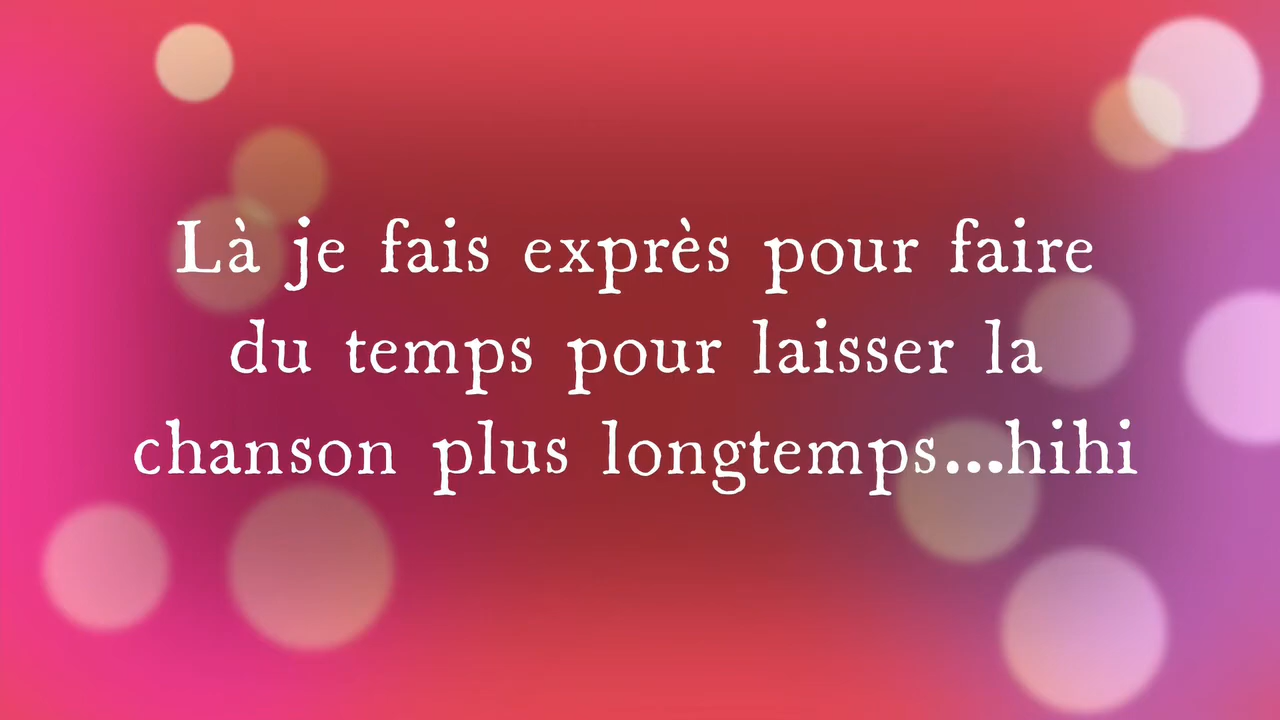 Là je fais exprès pour faire
du temps pour laisser la
chanson plus longtemps...hihi